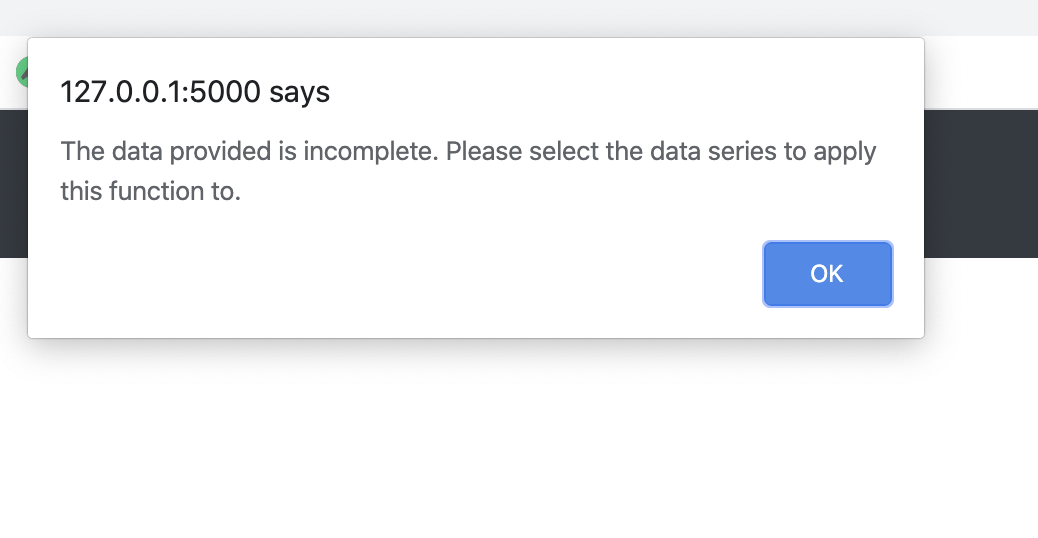 127.0.0.1:5000 says
The data provided is incomplete. Please select the data series to apply
this function to.
OK